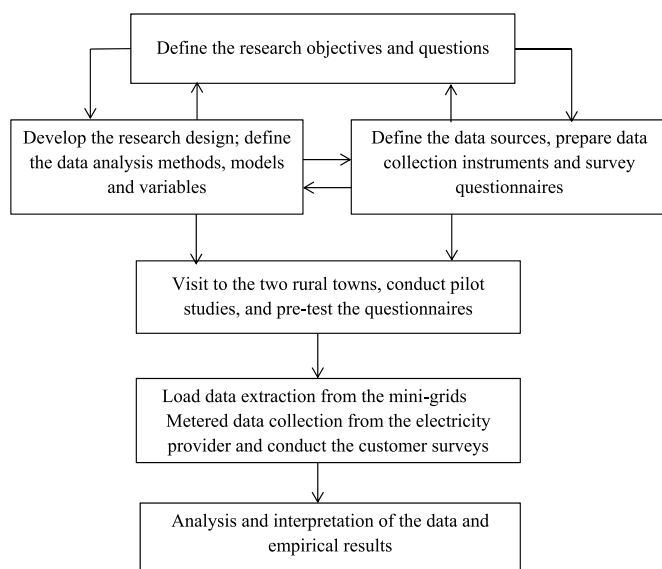 Define the research objectives and questions
Develop the research design; define
the data analysis methods, models
and variables
Define the data sources, prepare data
collection instruments and survey
questionnaires
Visit to the two rural towns, conduct pilot
studies, and pre-test the questionnaires
Load data extraction from the mini-grids
Metered data collection from the electricity
provider and conduct the customer surveys
Analysis and interpretation of the data and
empirical results